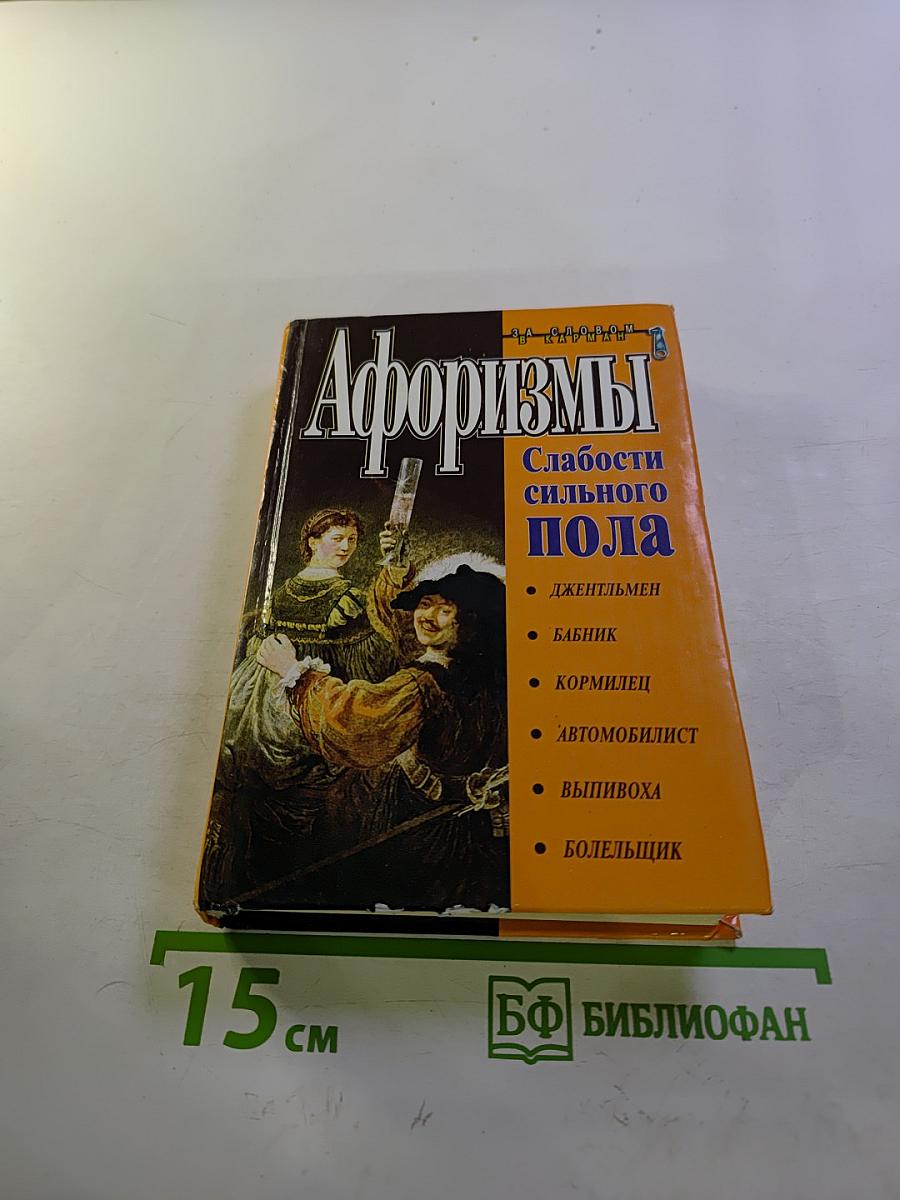 ЗА СЛОВОМ
В КАРМАН
Афоризмы
Слабости
сильного
пола
• ДЖЕНТЛЬМЕН
• БАБНИК
• КОРМИЛЕЦ
• АВТОМОБИЛИСТ
• ВЫПИВОХА
• БОЛЕЛЬЩИК
15 см
БФ БИБЛИОФАН